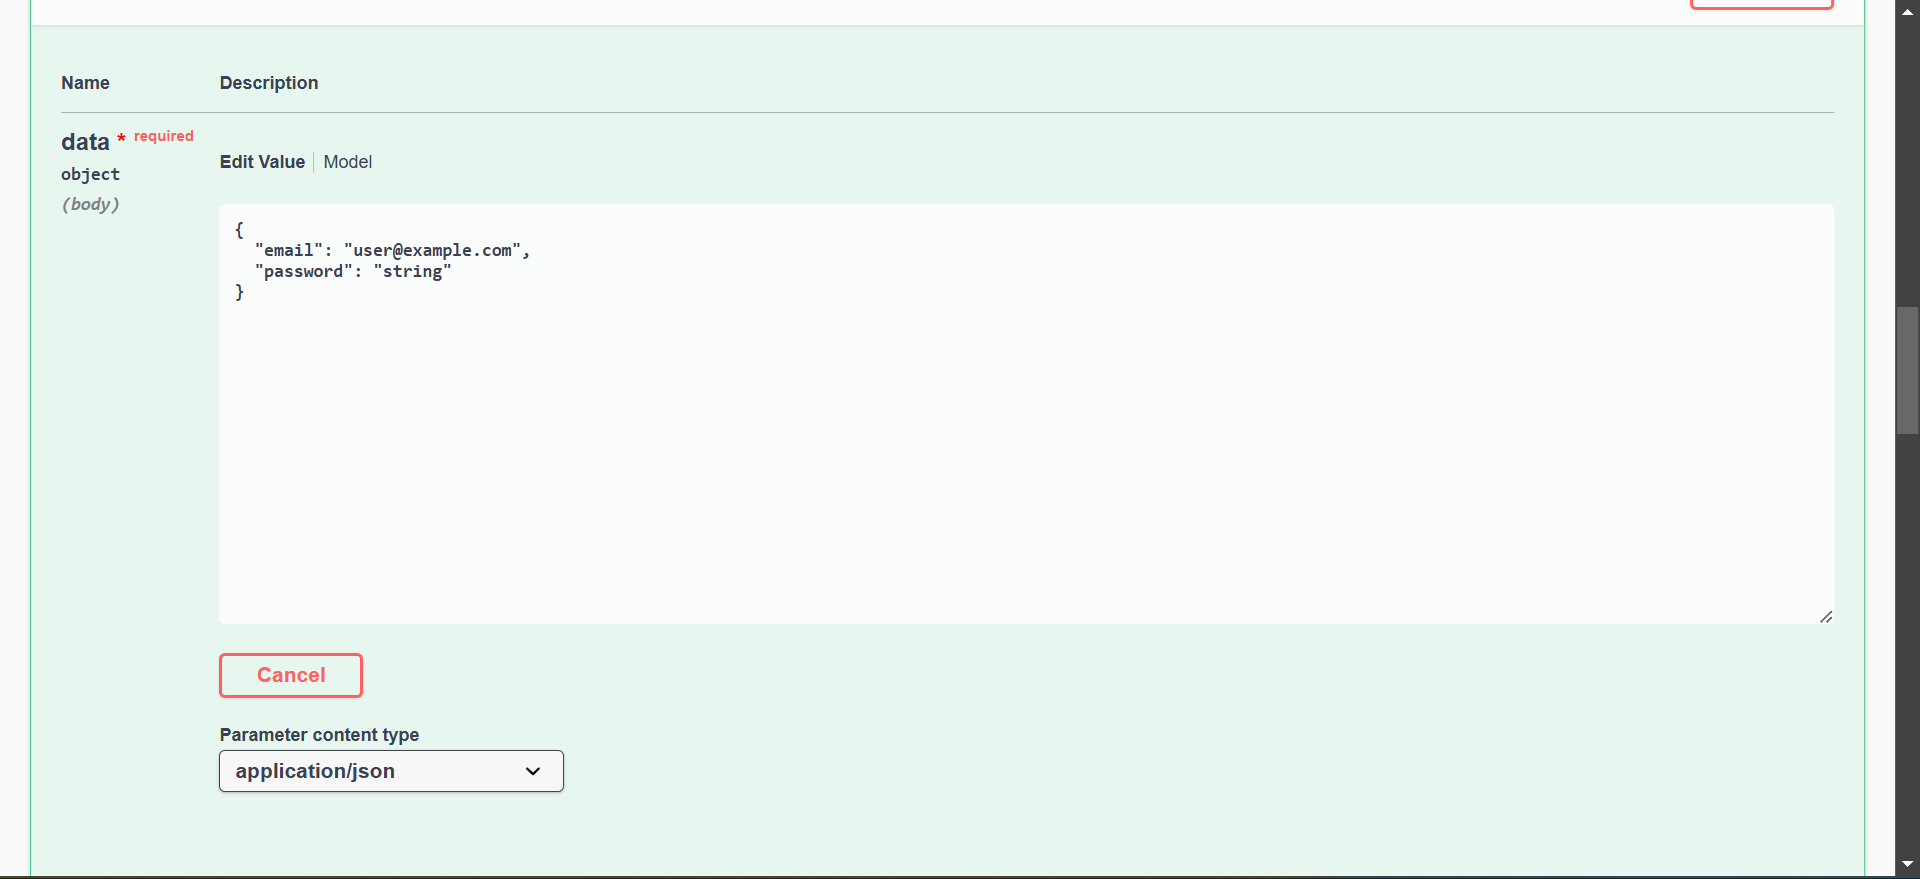 Name Description
data * required
object
(body)
Edit Value Model
{
  "email": "user@example.com",
  "password": "string"
}
Cancel
Parameter content type
application/json